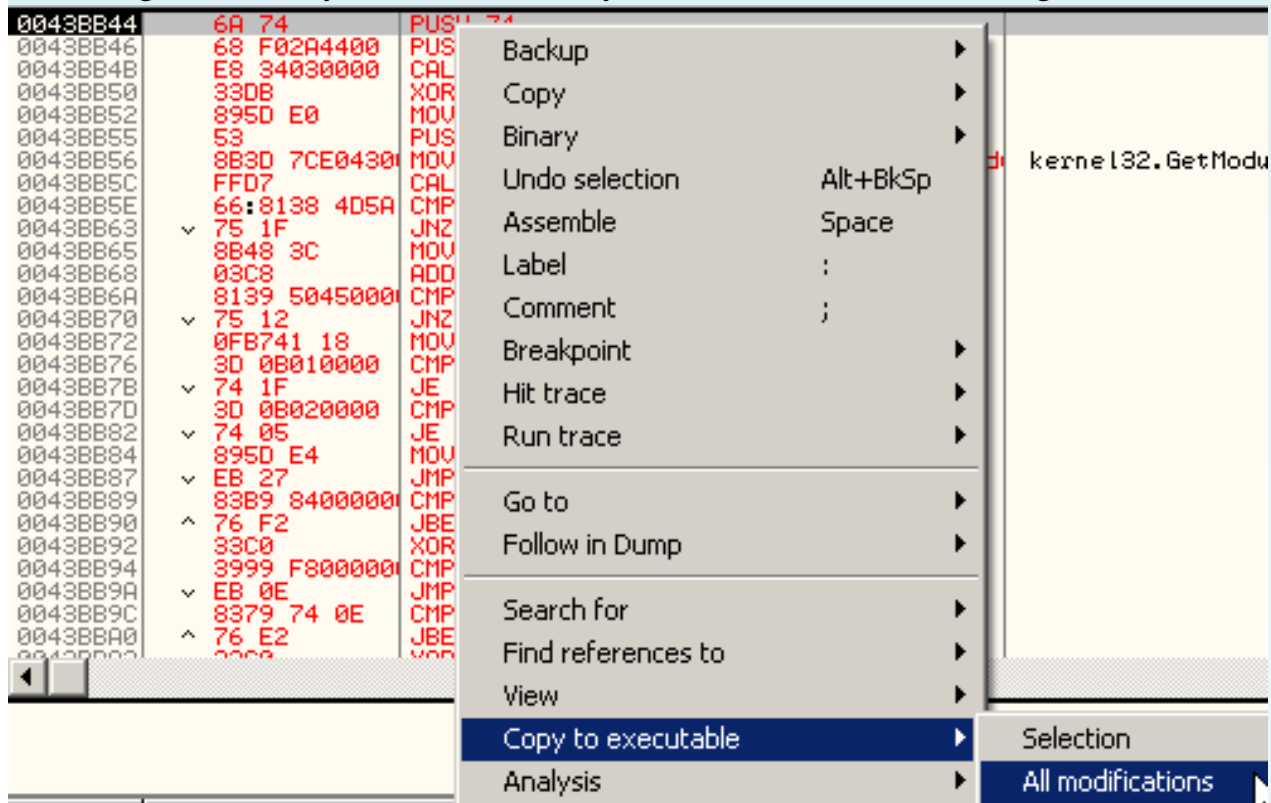 0043BB44 6A 74 PUSH 74
0043BB46 68 F02A4400 PUS
0043BB4B E8 34030000 CAL
0043BB50 33DB XOR
0043BB52 895D E0 MOV
0043BB55 53 PUS
0043BB56 8B3D 7CE04300 MOV kernel32.GetModu
0043BB5C FFD7 CAL
0043BB5E 66:8138 4D5A CMP
0043BB63 75 1F JNZ
0043BB65 8B48 3C MOV
0043BB68 03C8 ADD
0043BB6A 8139 50450000 CMP
0043BB70 75 12 JNZ
0043BB72 0FB741 18 MOV
0043BB76 3D 0B010000 CMP
0043BB7B 74 1F JE
0043BB7D 3D 0B020000 CMP
0043BB82 74 05 JE
0043BB84 895D E4 MOV
0043BB87 EB 27 JMP
0043BB89 83B9 84000000 CMP
0043BB90 76 F2 JBE
0043BB92 33C0 XOR
0043BB94 3999 F8000000 CMP
0043BB9A EB 0E JMP
0043BB9C 8379 74 0E CMP
0043BBA0 76 E2 JBE
Backup
Copy
Binary
Undo selection Alt+BkSp
Assemble Space
Label :
Comment ;
Breakpoint
Hit trace
Run trace
Go to
Follow in Dump
Search for
Find references to
View
Copy to executable
Analysis
Selection
All modifications